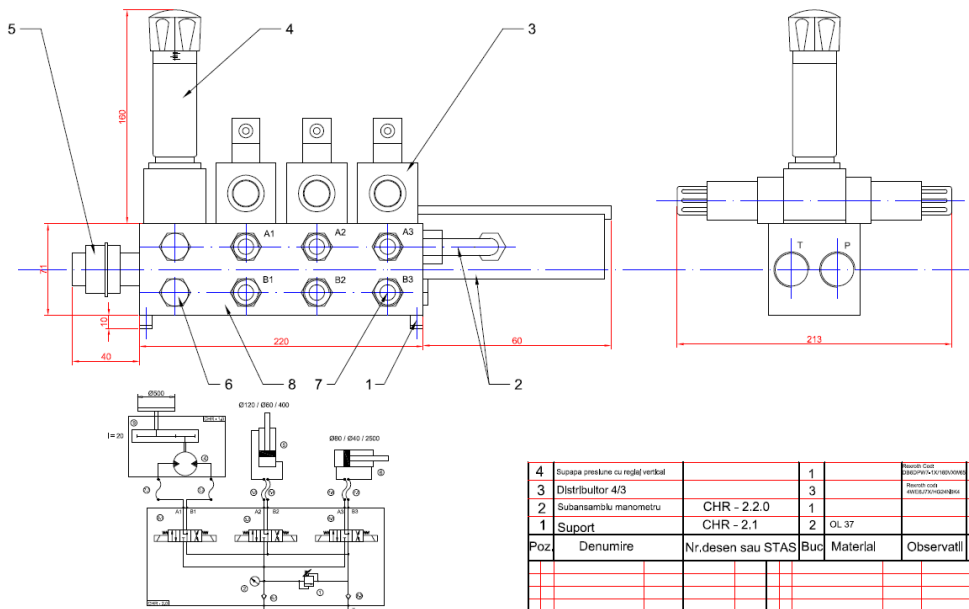 5
4
3
160
A1
A2
A3
B1
B2
B3
71
10
40
220
60
6
8
7
1
2
T
P
213
Ø500
I = 20
Ø120 / Ø60 / 400
Ø80 / Ø40 / 2500
A1 B1
A2 B2
A3 B3
4 Supapa presiune cu reglaj vertical 1
3 Distribuitor 4/3 3
2 Subansamblu manometru CHR - 2.2.0 1
1 Suport CHR - 2.1 2 OL 37
Poz. Denumire Nr.desen sau STAS Buc Material Observatii